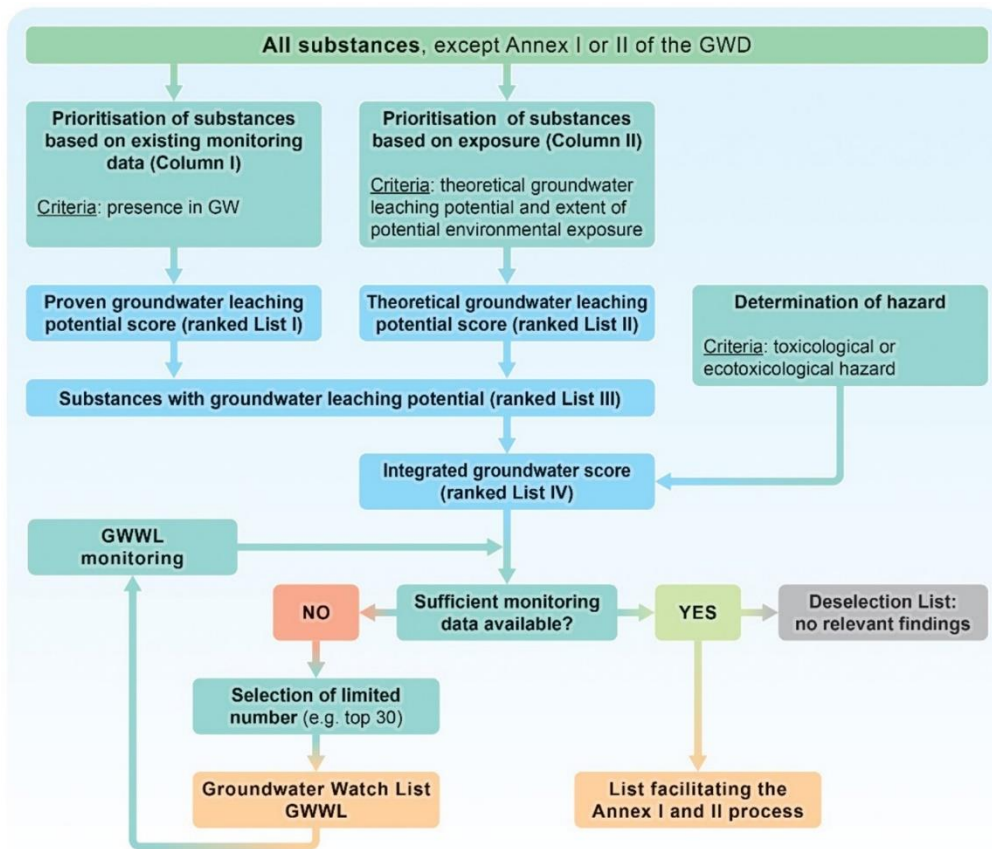 All substances, except Annex I or II of the GWD
Prioritisation of substances
based on existing monitoring
data (Column I)
Criteria: presence in GW
Prioritisation of substances
based on exposure (Column II)
Criteria: theoretical groundwater
leaching potential and extent of
potential environmental exposure
Proven groundwater leaching
potential score (ranked List I)
Theoretical groundwater leaching
potential score (ranked List II)
Determination of hazard
Criteria: toxicological or
ecotoxicological hazard
Substances with groundwater leaching potential (ranked List III)
Integrated groundwater score
(ranked List IV)
GWWL
monitoring
NO
Sufficient monitoring
data available?
YES
Deselection List:
no relevant findings
Selection of limited
number (e.g. top 30)
Groundwater Watch List
GWWL
List facilitating the
Annex I and II process